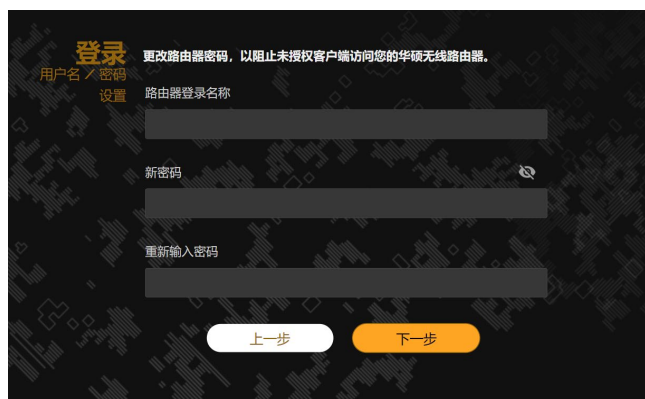 登录
用户名 / 密码
设置
更改路由器密码，以阻止未授权客户端访问您的华硕无线路由器。
路由器登录名称
新密码
重新输入密码
上一步
下一步